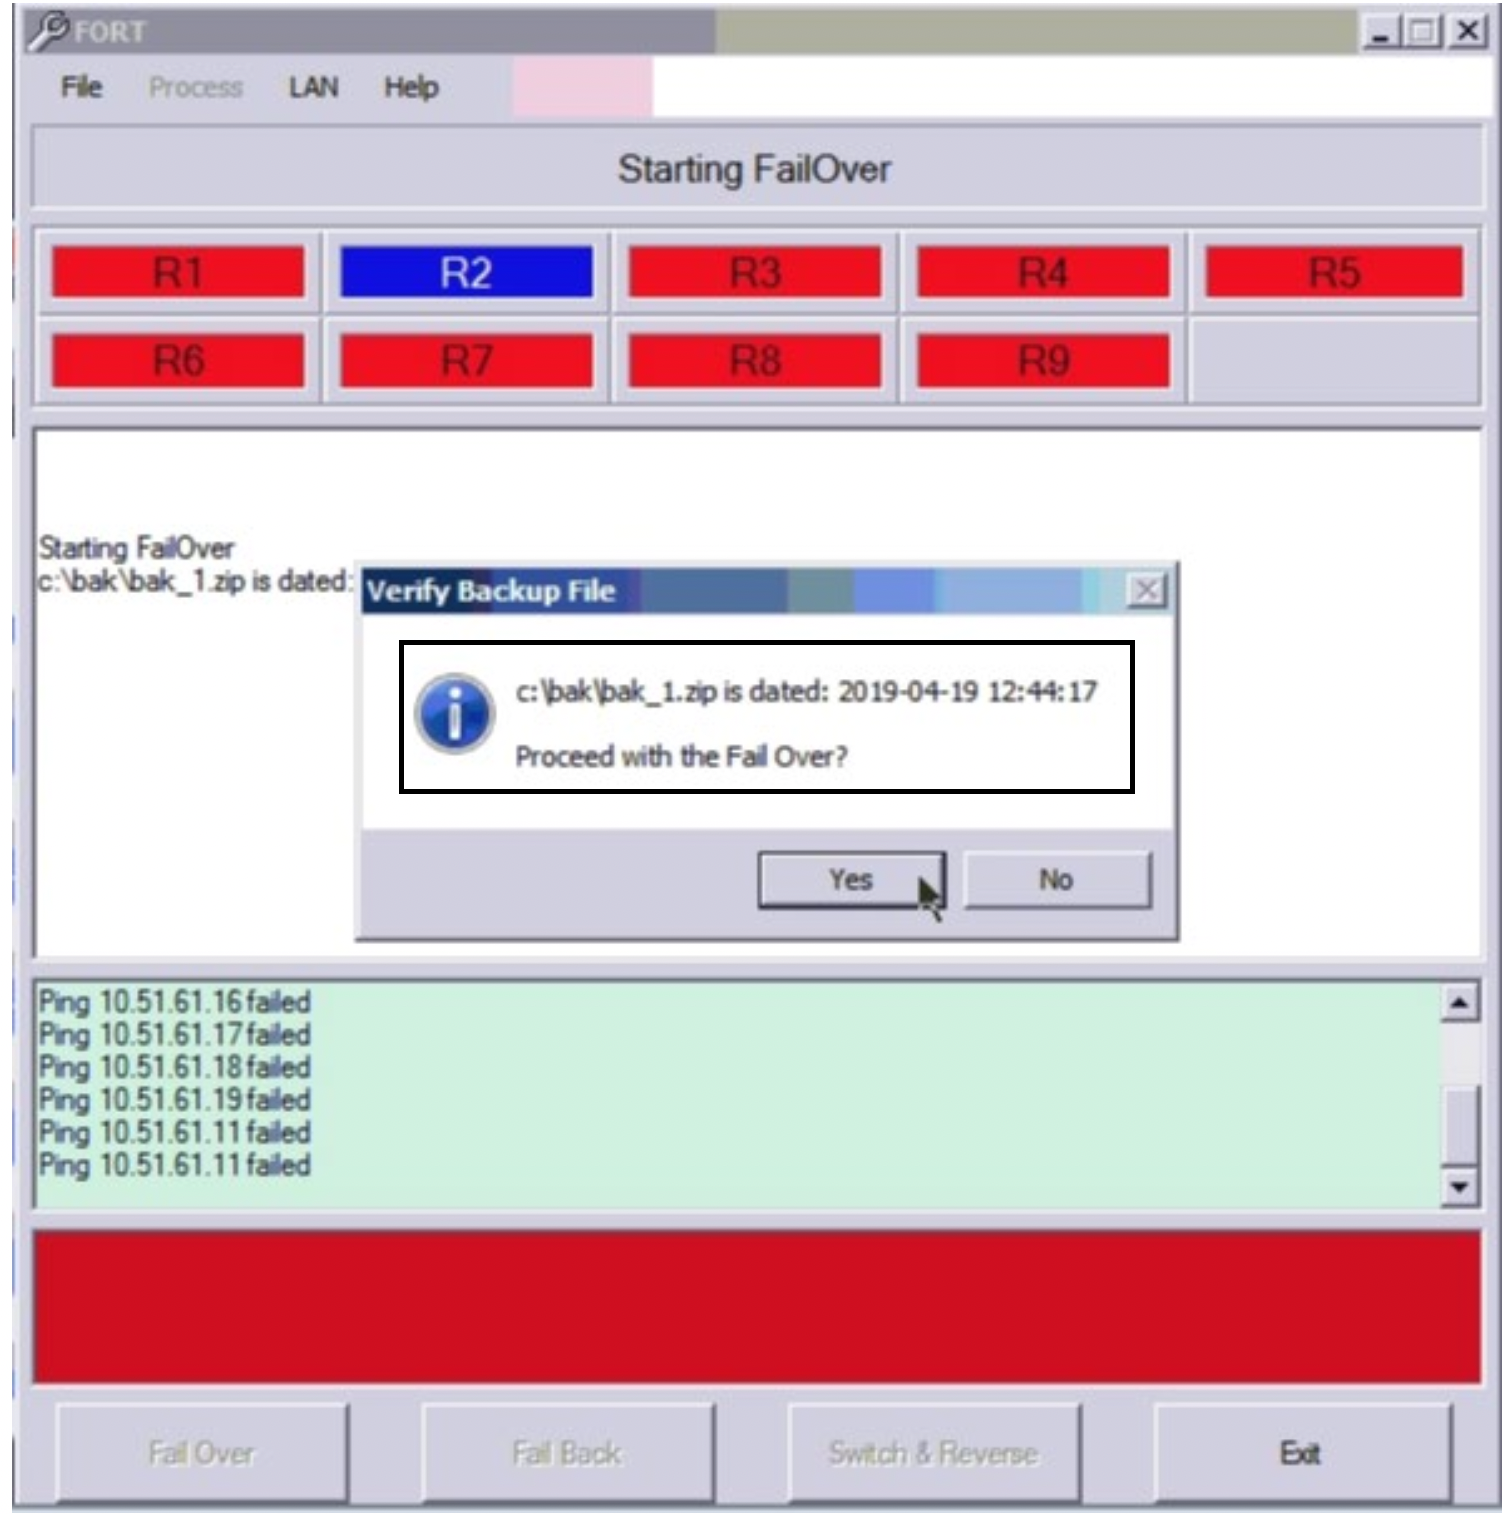 FORT
File Process LAN Help
Starting FailOver
R1 R2 R3 R4 R5
R6 R7 R8 R9
Starting FailOver
c:\bak\bak_1.zip is dated:
Verify Backup File
c:\bak\bak_1.zip is dated: 2019-04-19 12:44:17
Proceed with the Fail Over?
Yes No
Ping 10.51.61.16 failed
Ping 10.51.61.17 failed
Ping 10.51.61.18 failed
Ping 10.51.61.19 failed
Ping 10.51.61.11 failed
Ping 10.51.61.11 failed
Fail Over Fail Back Switch & Reverse Exit